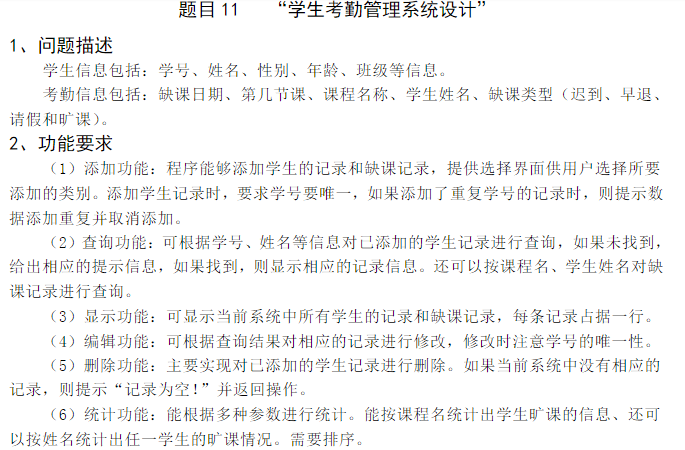 题目11 “学生考勤管理系统设计”
1、问题描述
学生信息包括：学号、姓名、性别、年龄、班级等信息。
考勤信息包括：缺课日期、第几节课、课程名称、学生姓名、缺课类型（迟到、早退、
请假和旷课）。
2、功能要求
（1）添加功能：程序能够添加学生的记录和缺课记录，提供选择界面供用户选择所要
添加的类别。添加学生记录时，要求学号要唯一，如果添加了重复学号的记录时，则提示数
据添加重复并取消添加。
（2）查询功能：可根据学号、姓名等信息对已添加的学生记录进行查询，如果未找到，
给出相应的提示信息，如果找到，则显示相应的记录信息。还可以按课程名、学生姓名对缺
课记录进行查询。
（3）显示功能：可显示当前系统中所有学生的记录和缺课记录，每条记录占据一行。
（4）编辑功能：可根据查询结果对相应的记录进行修改，修改时注意学号的唯一性。
（5）删除功能：主要实现对已添加的学生记录进行删除。如果当前系统中没有相应的
记录，则提示“记录为空！”并返回操作。
（6）统计功能：能根据多种参数进行统计。能按课程名统计出学生旷课的信息、还可
以按姓名统计出任一学生的旷课情况。需要排序。